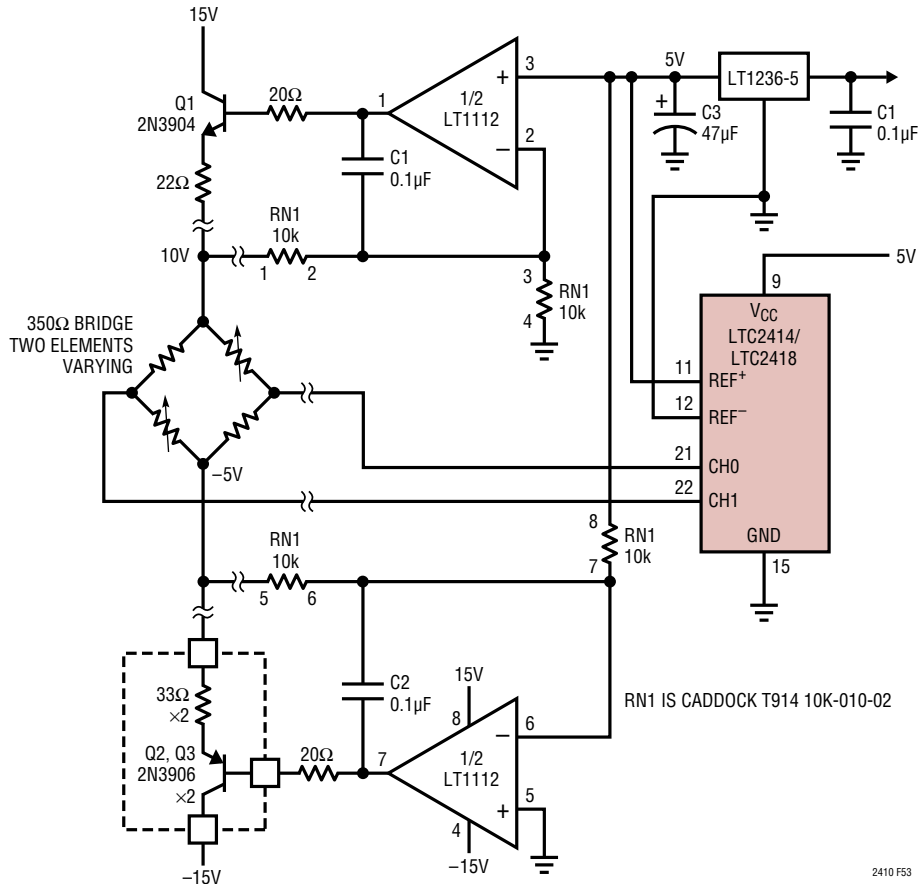 15V
Q1
2N3904
20Ω
1
1/2
LT1112
+
3
−
2
5V
+
C3
47µF
LT1236-5
C1
0.1µF
22Ω
C1
0.1µF
10V
RN1
10k
1
2
3
4
RN1
10k
5V
9
VCC
LTC2414/
LTC2418
11
REF+
12
REF−
21
CH0
22
CH1
GND
15
350Ω BRIDGE
TWO ELEMENTS
VARYING
−5V
8
7
RN1
10k
RN1
10k
5
6
C2
0.1µF
33Ω
×2
Q2, Q3
2N3906
×2
20Ω
7
15V
8
1/2
LT1112
−
6
+
5
4
−15V
−15V
RN1 IS CADDOCK T914 10K-010-02
2410 F53